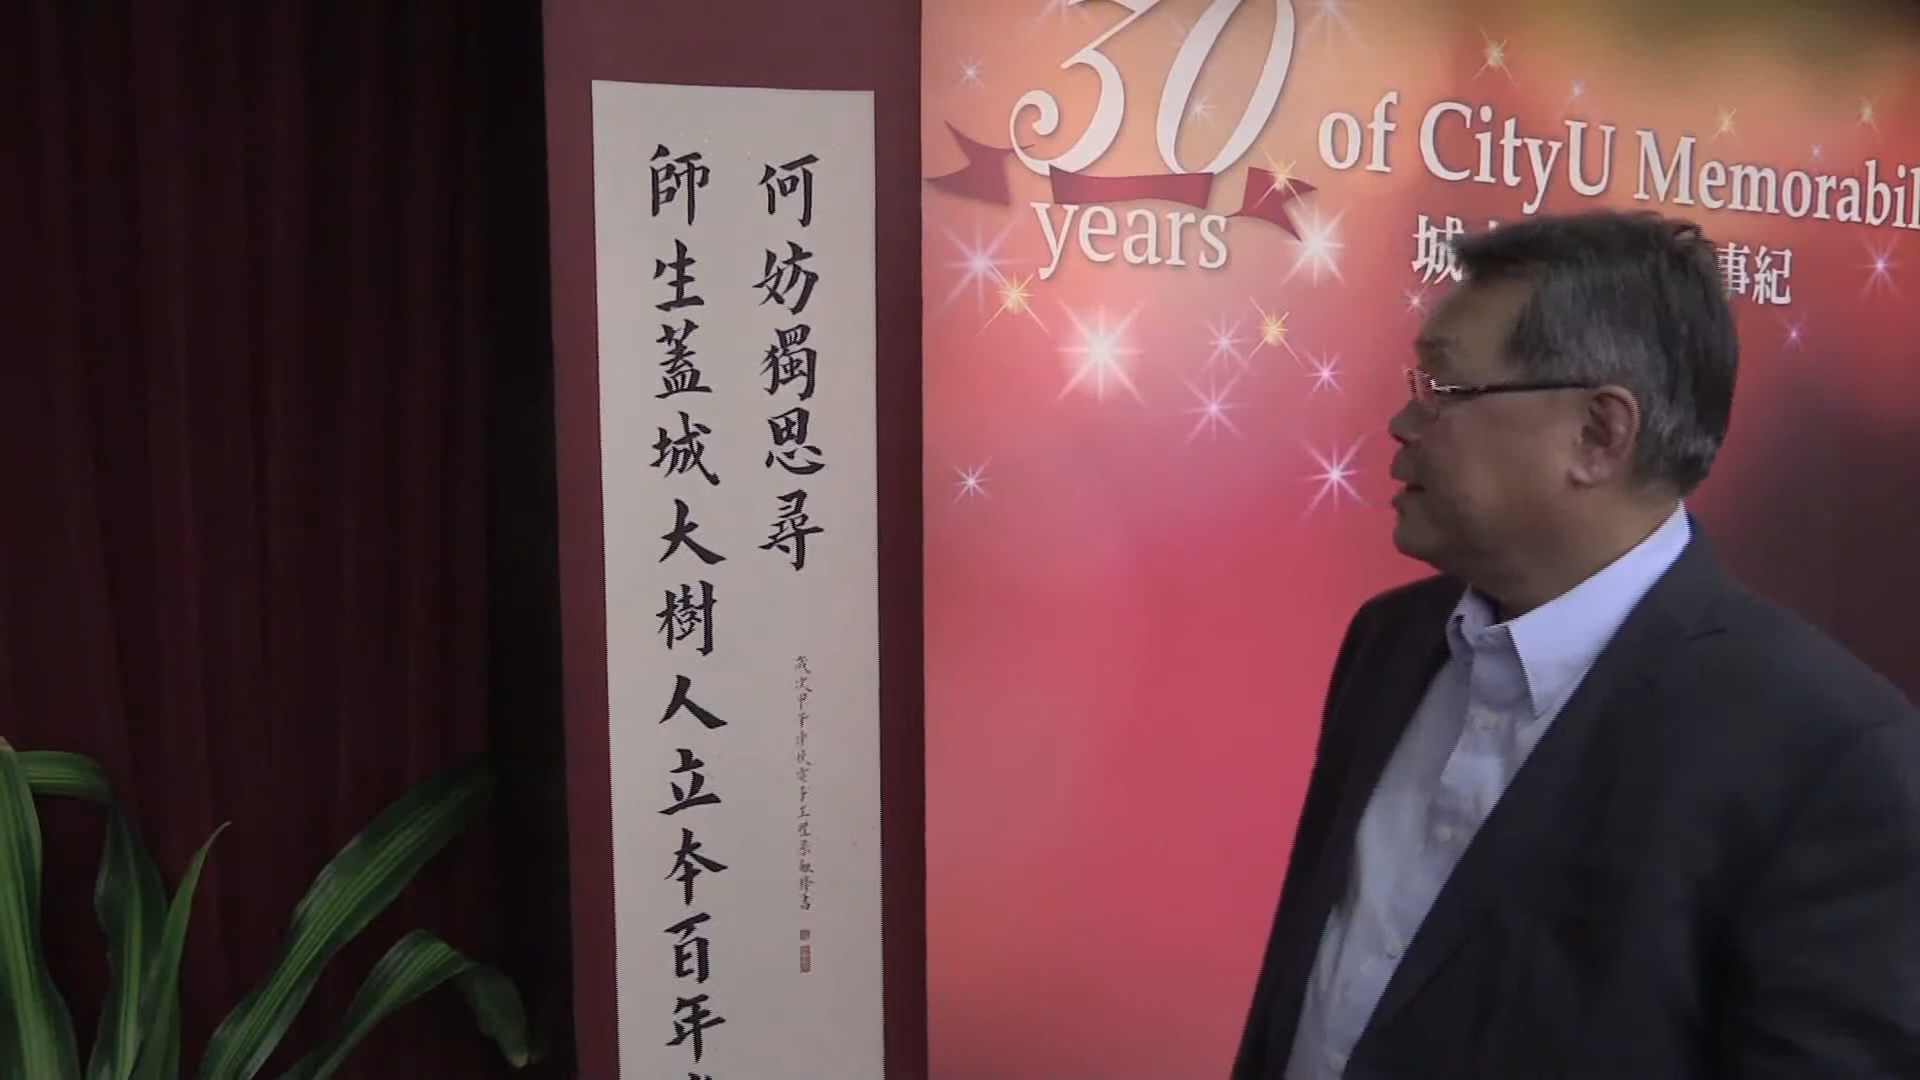 何妨獨思尋
師生蓋城大樹人立本百年
30
years
of CityU Memorabil
城
事紀